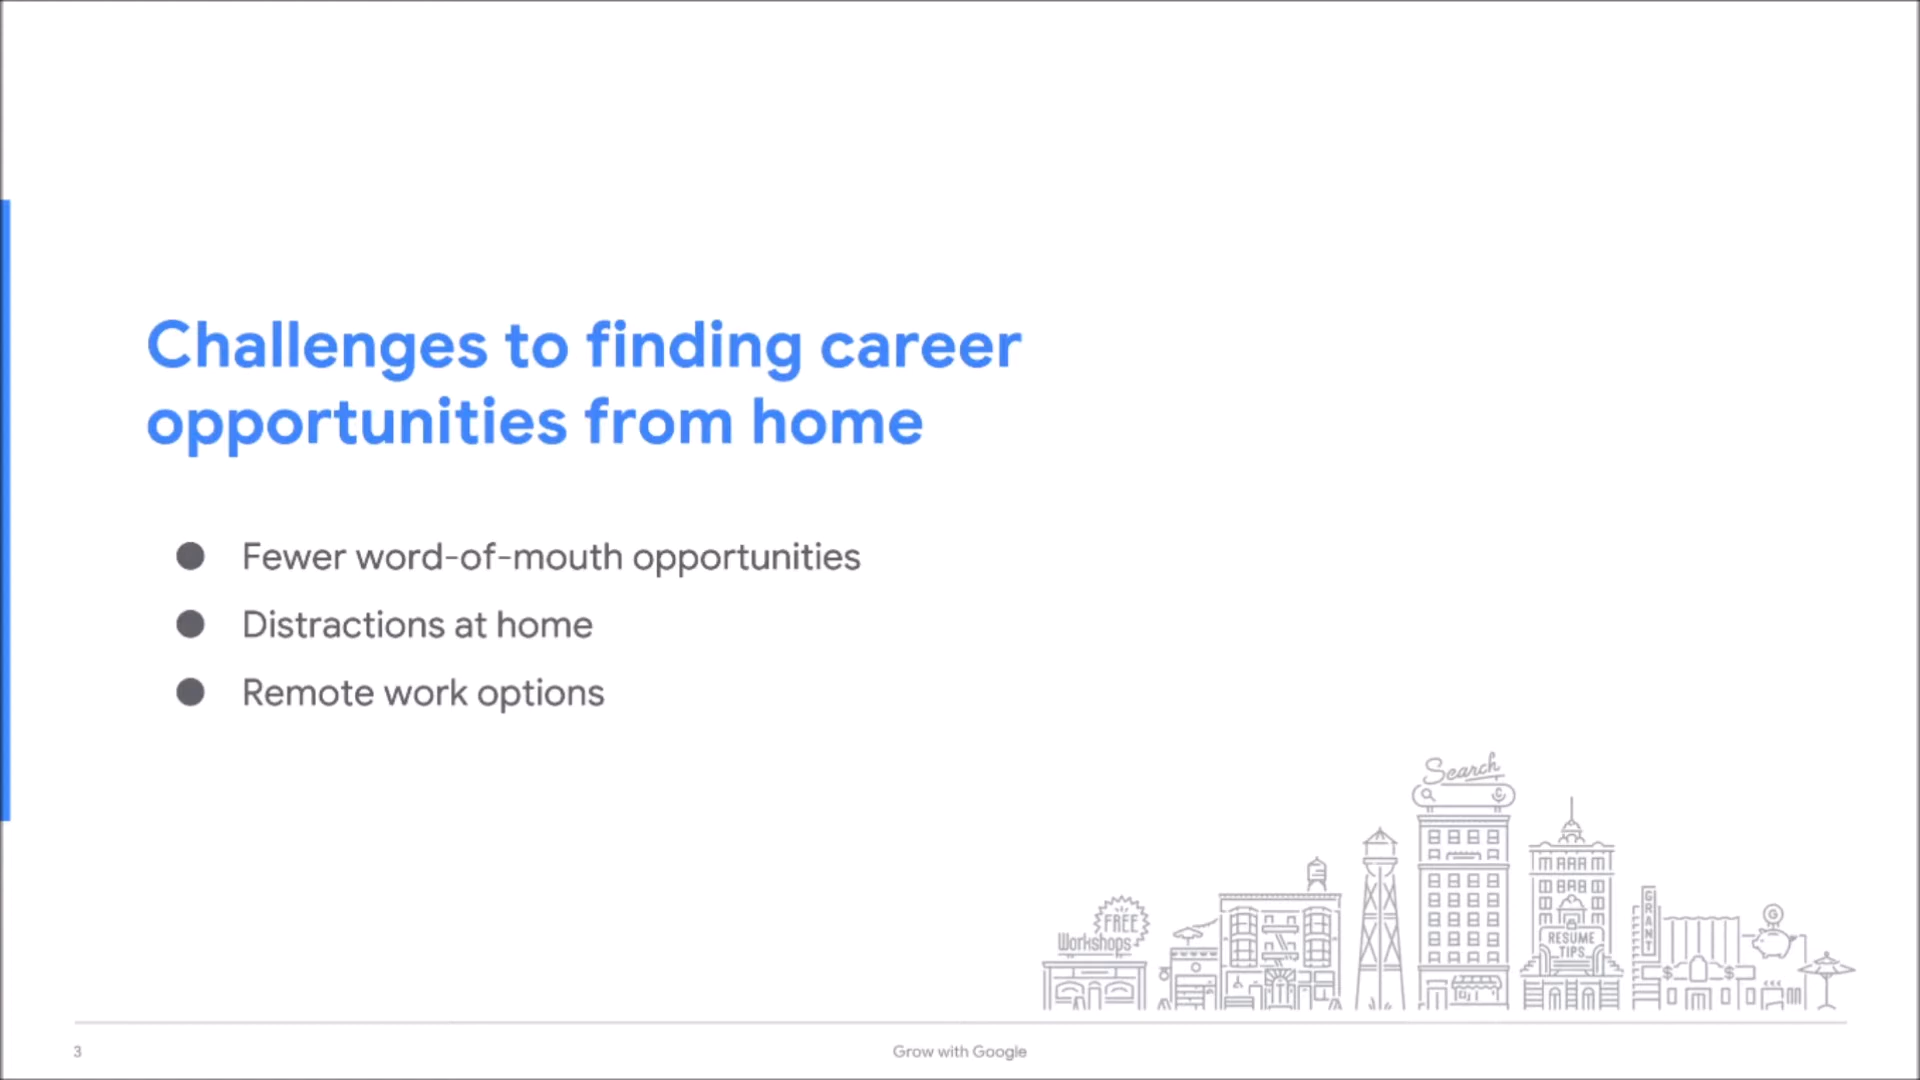 Challenges to finding career
opportunities from home
● Fewer word-of-mouth opportunities
● Distractions at home
● Remote work options
Search
FREE
Workshops
RESUME
TIPS
GRANT
G
$ $
3
Grow with Google